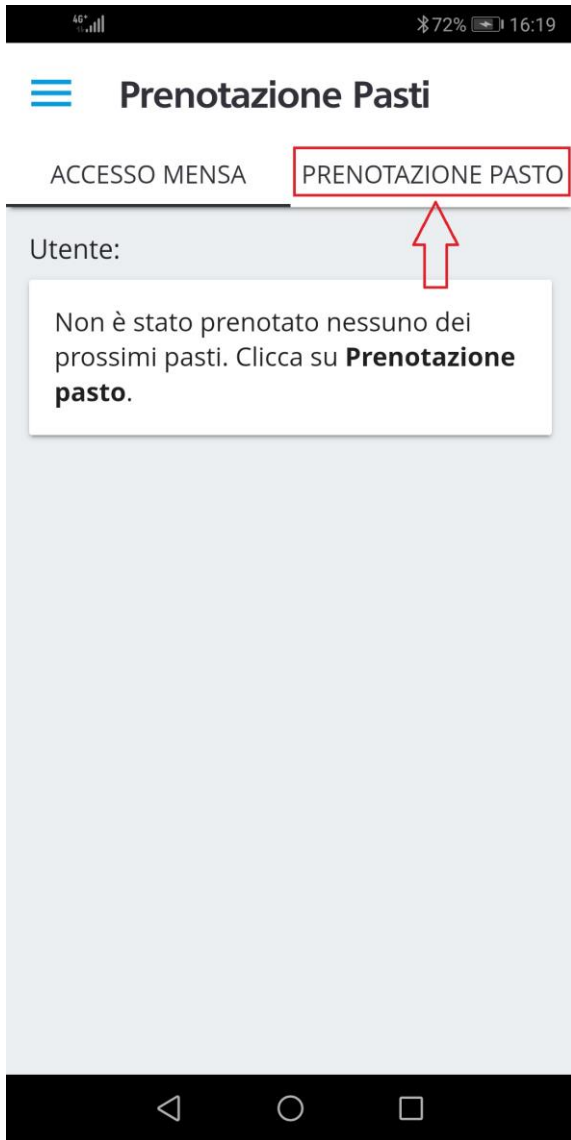 4G+
72% 16:19
Prenotazione Pasti
ACCESSO MENSA PRENOTAZIONE PASTO
Utente:
Non è stato prenotato nessuno dei
prossimi pasti. Clicca su Prenotazione
pasto.